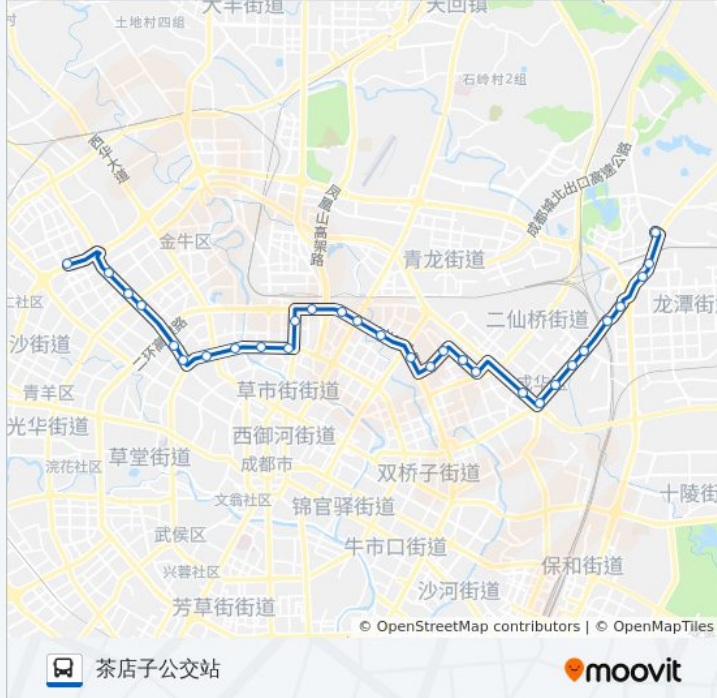 大丰街道
天回镇
土地村四组
石岭村2组
西华大道
成都城北出口高速公路
凤凰山高架路
金牛区
青龙街道
二社区
二仙桥街道
龙潭街
沙街道
二环高
路
成华区
青羊区
草市街街道
光华街道
西御河街道
草堂街道
浣花社区
成都市
双桥子街道
文翁社区
锦官驿街道
十陵街
武侯区
牛市口街道
兴蓉社区
保和街道
沙河街道
芳草街街道
© OpenStreetMap contributors | © OpenMapTiles
茶店子公交站
moovit